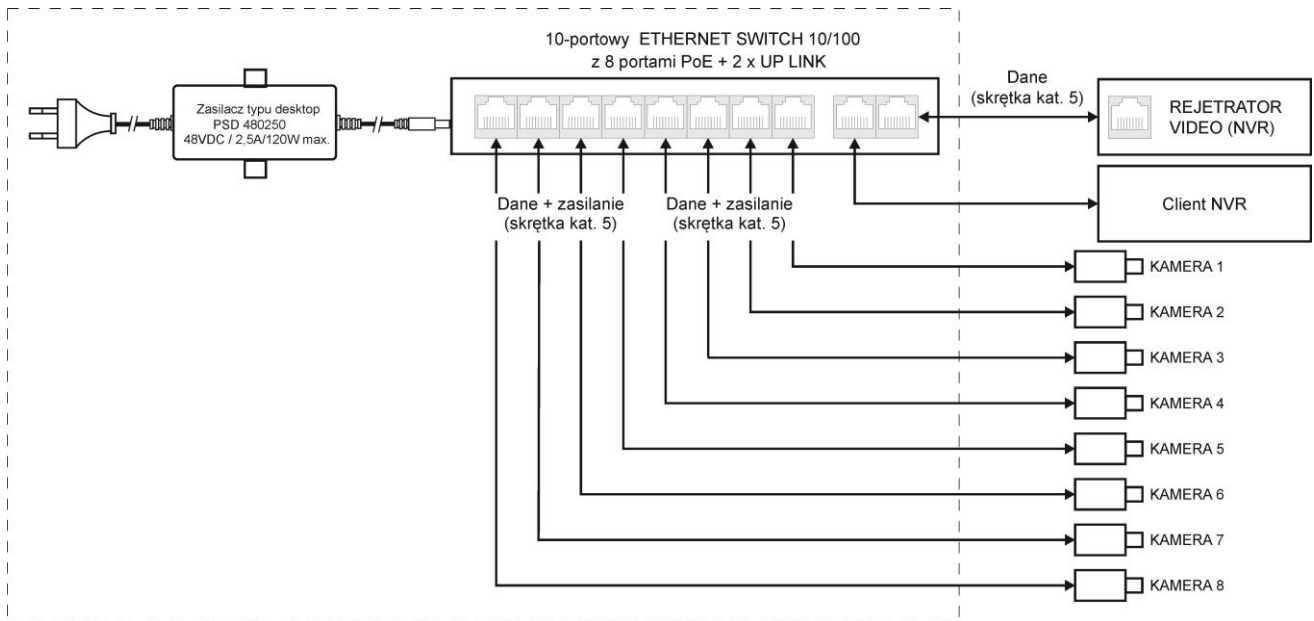 10-portowy ETHERNET SWITCH 10/100
z 8 portami PoE + 2 x UP LINK
Zasilacz typu desktop
PSD 480250
48VDC / 2,5A/120W max.
Dane
(skrętka kat. 5)
REJETRATOR
VIDEO (NVR)
Dane + zasilanie
(skrętka kat. 5)
Dane + zasilanie
(skrętka kat. 5)
Client NVR
KAMERA 1
KAMERA 2
KAMERA 3
KAMERA 4
KAMERA 5
KAMERA 6
KAMERA 7
KAMERA 8